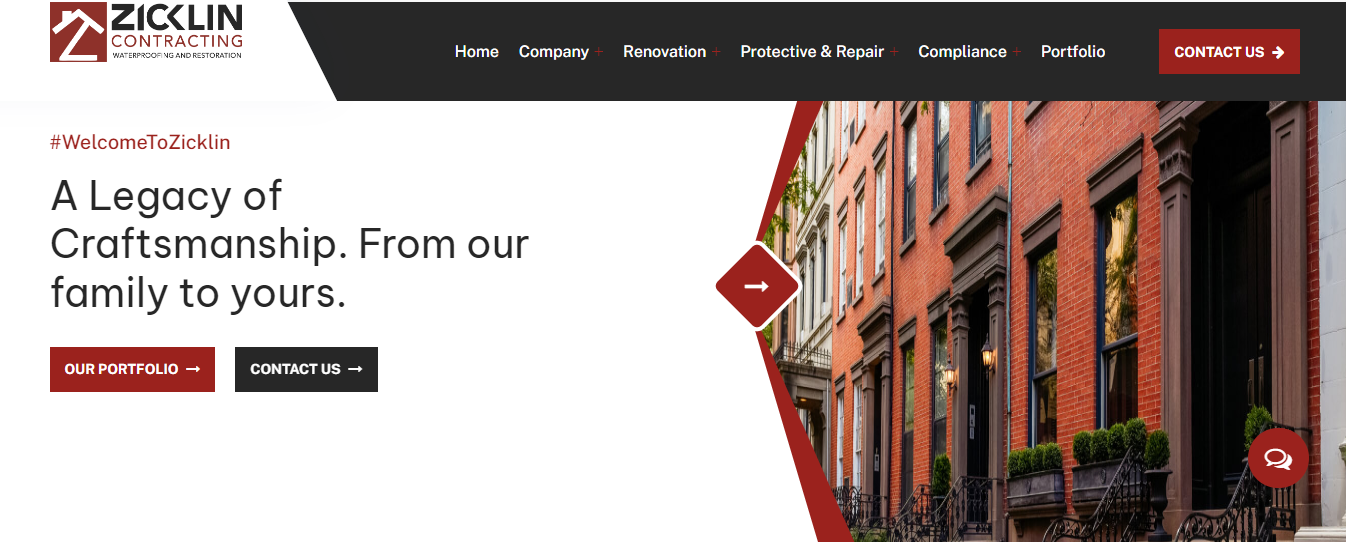 ZICKLIN
CONTRACTING
WATERPROOFING AND RESTORATION
Home Company + Renovation + Protective & Repair + Compliance + Portfolio CONTACT US →
#WelcomeToZicklin
A Legacy of
Craftsmanship. From our
family to yours.
OUR PORTFOLIO → CONTACT US →